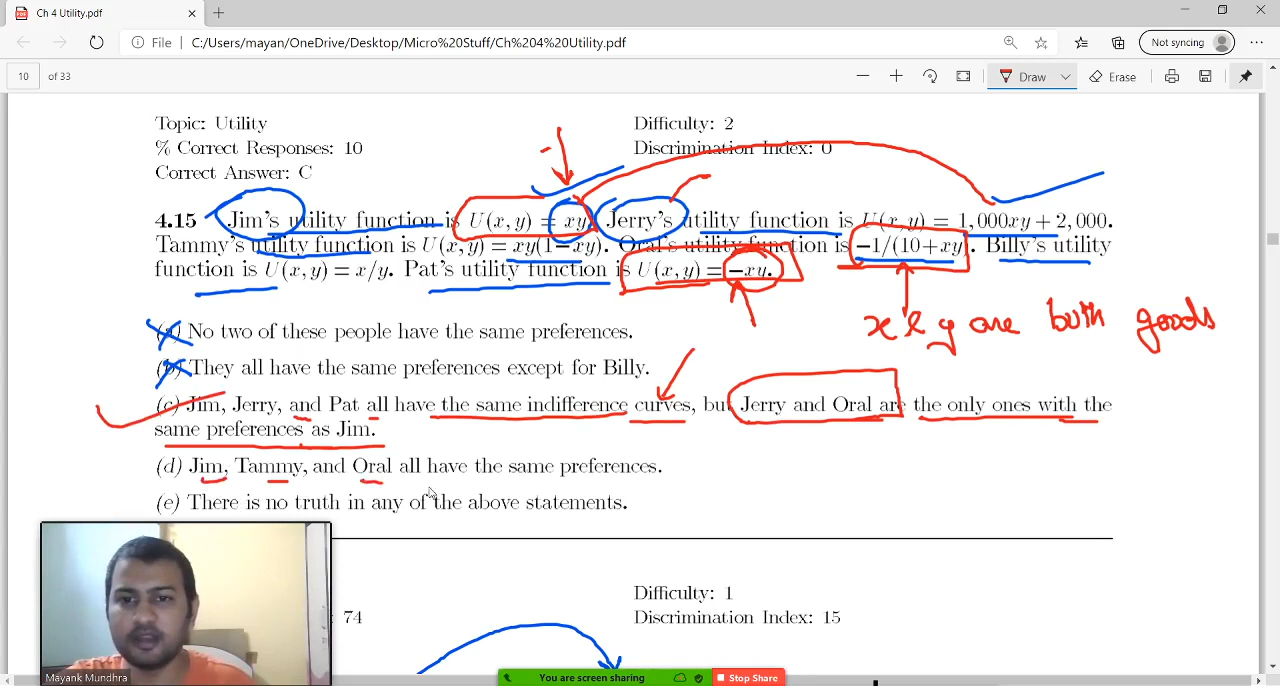 Ch 4 Utility.pdf
File | C:/Users/mayan/OneDrive/Desktop/Micro%20Stuff/Ch%204%20Utility.pdf
Not syncing
10 of 33
Draw
Erase
Topic: Utility
Difficulty: 2
% Correct Responses: 10
Discrimination Index: 0
Correct Answer: C
4.15 Jim's utility function is U(x, y) = xy. Jerry's utility function is U(x, y) = 1,000xy + 2,000.
Tammy's utility function is U(x, y) = xy(1 − xy). Oral's utility function is −1/(10 + xy). Billy's utility
function is U(x, y) = x/y. Pat's utility function is U(x, y) = −xy.
x & y are both goods
(a) No two of these people have the same preferences.
(b) They all have the same preferences except for Billy.
(c) Jim, Jerry, and Pat all have the same indifference curves, but Jerry and Oral are the only ones with the
same preferences as Jim.
(d) Jim, Tammy, and Oral all have the same preferences.
(e) There is no truth in any of the above statements.
Difficulty: 1
74
Discrimination Index: 15
Mayank Mundhra
You are screen sharing
Stop Share